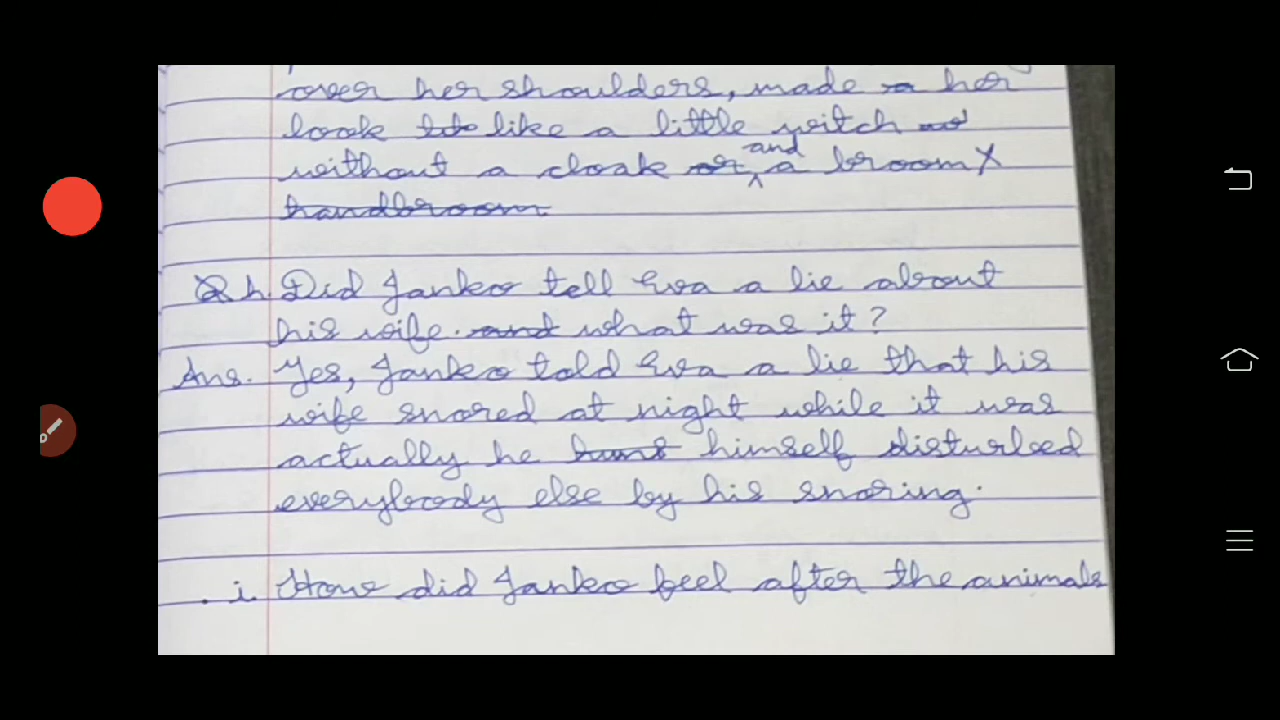 over her shoulders, made a her
look to like a little witch and
without a cloak or and a broom
handbroom.
Q h. Did Janko tell Eva a lie about
his wife. and what was it?
Ans. Yes, Janko told Eva a lie that his
wife snored at night while it was
actually he himself disturbed
everybody else by his snoring.
i. How did Janko feel after the animals